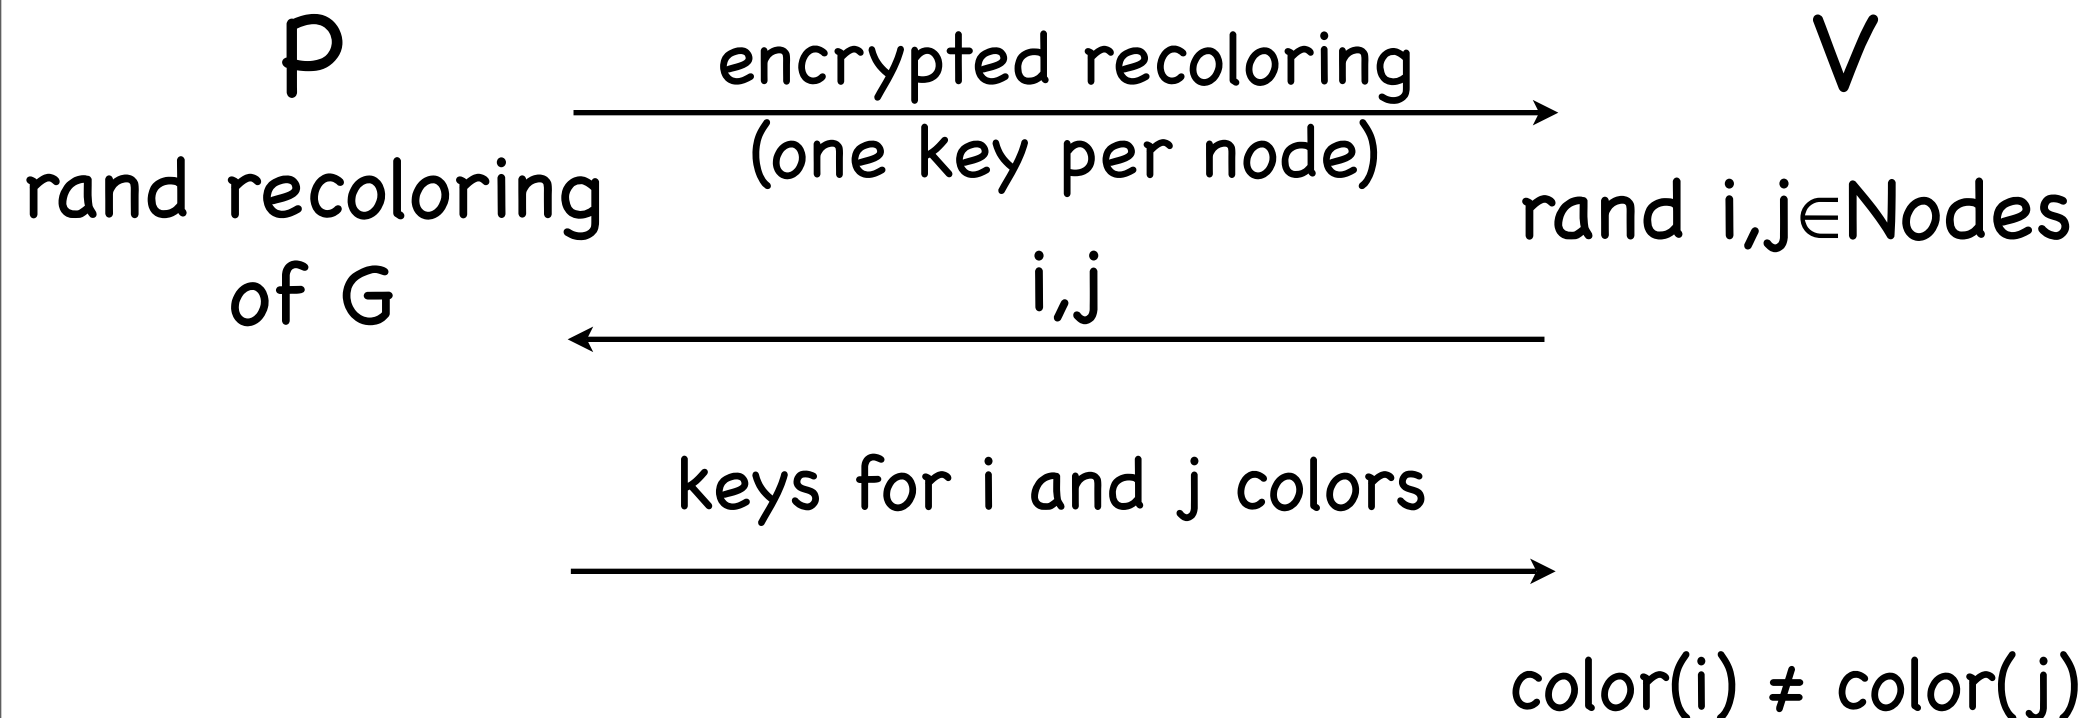 P
V
encrypted recoloring
(one key per node)
rand recoloring
of G
rand i,j∈Nodes
i,j
keys for i and j colors
color(i) ≠ color(j)